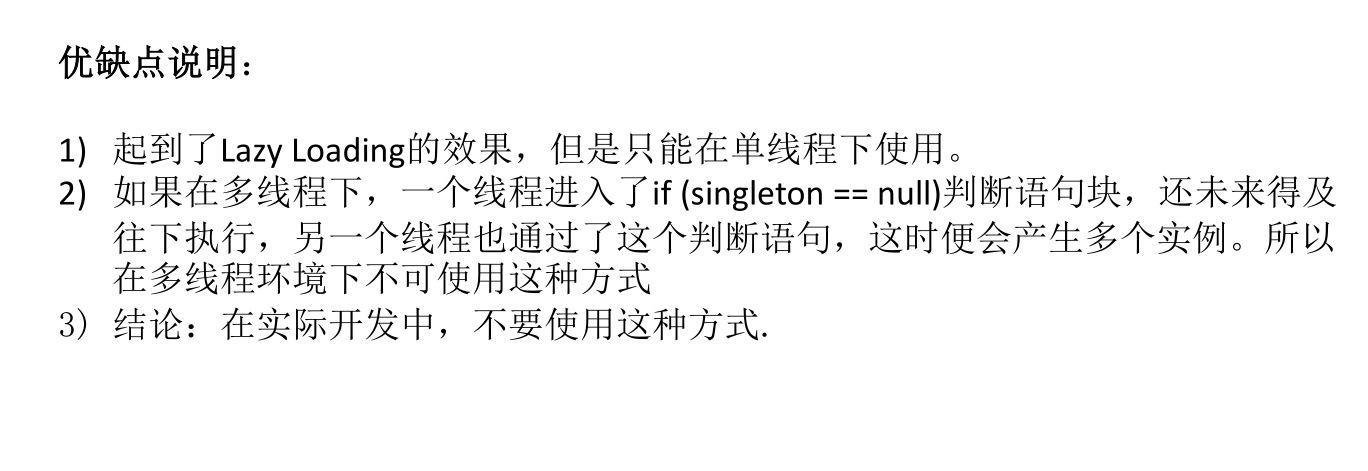 优缺点说明：
1) 起到了Lazy Loading的效果，但是只能在单线程下使用。
2) 如果在多线程下，一个线程进入了if (singleton == null)判断语句块，还未来得及
往下执行，另一个线程也通过了这个判断语句，这时便会产生多个实例。所以
在多线程环境下不可使用这种方式
3) 结论：在实际开发中，不要使用这种方式.